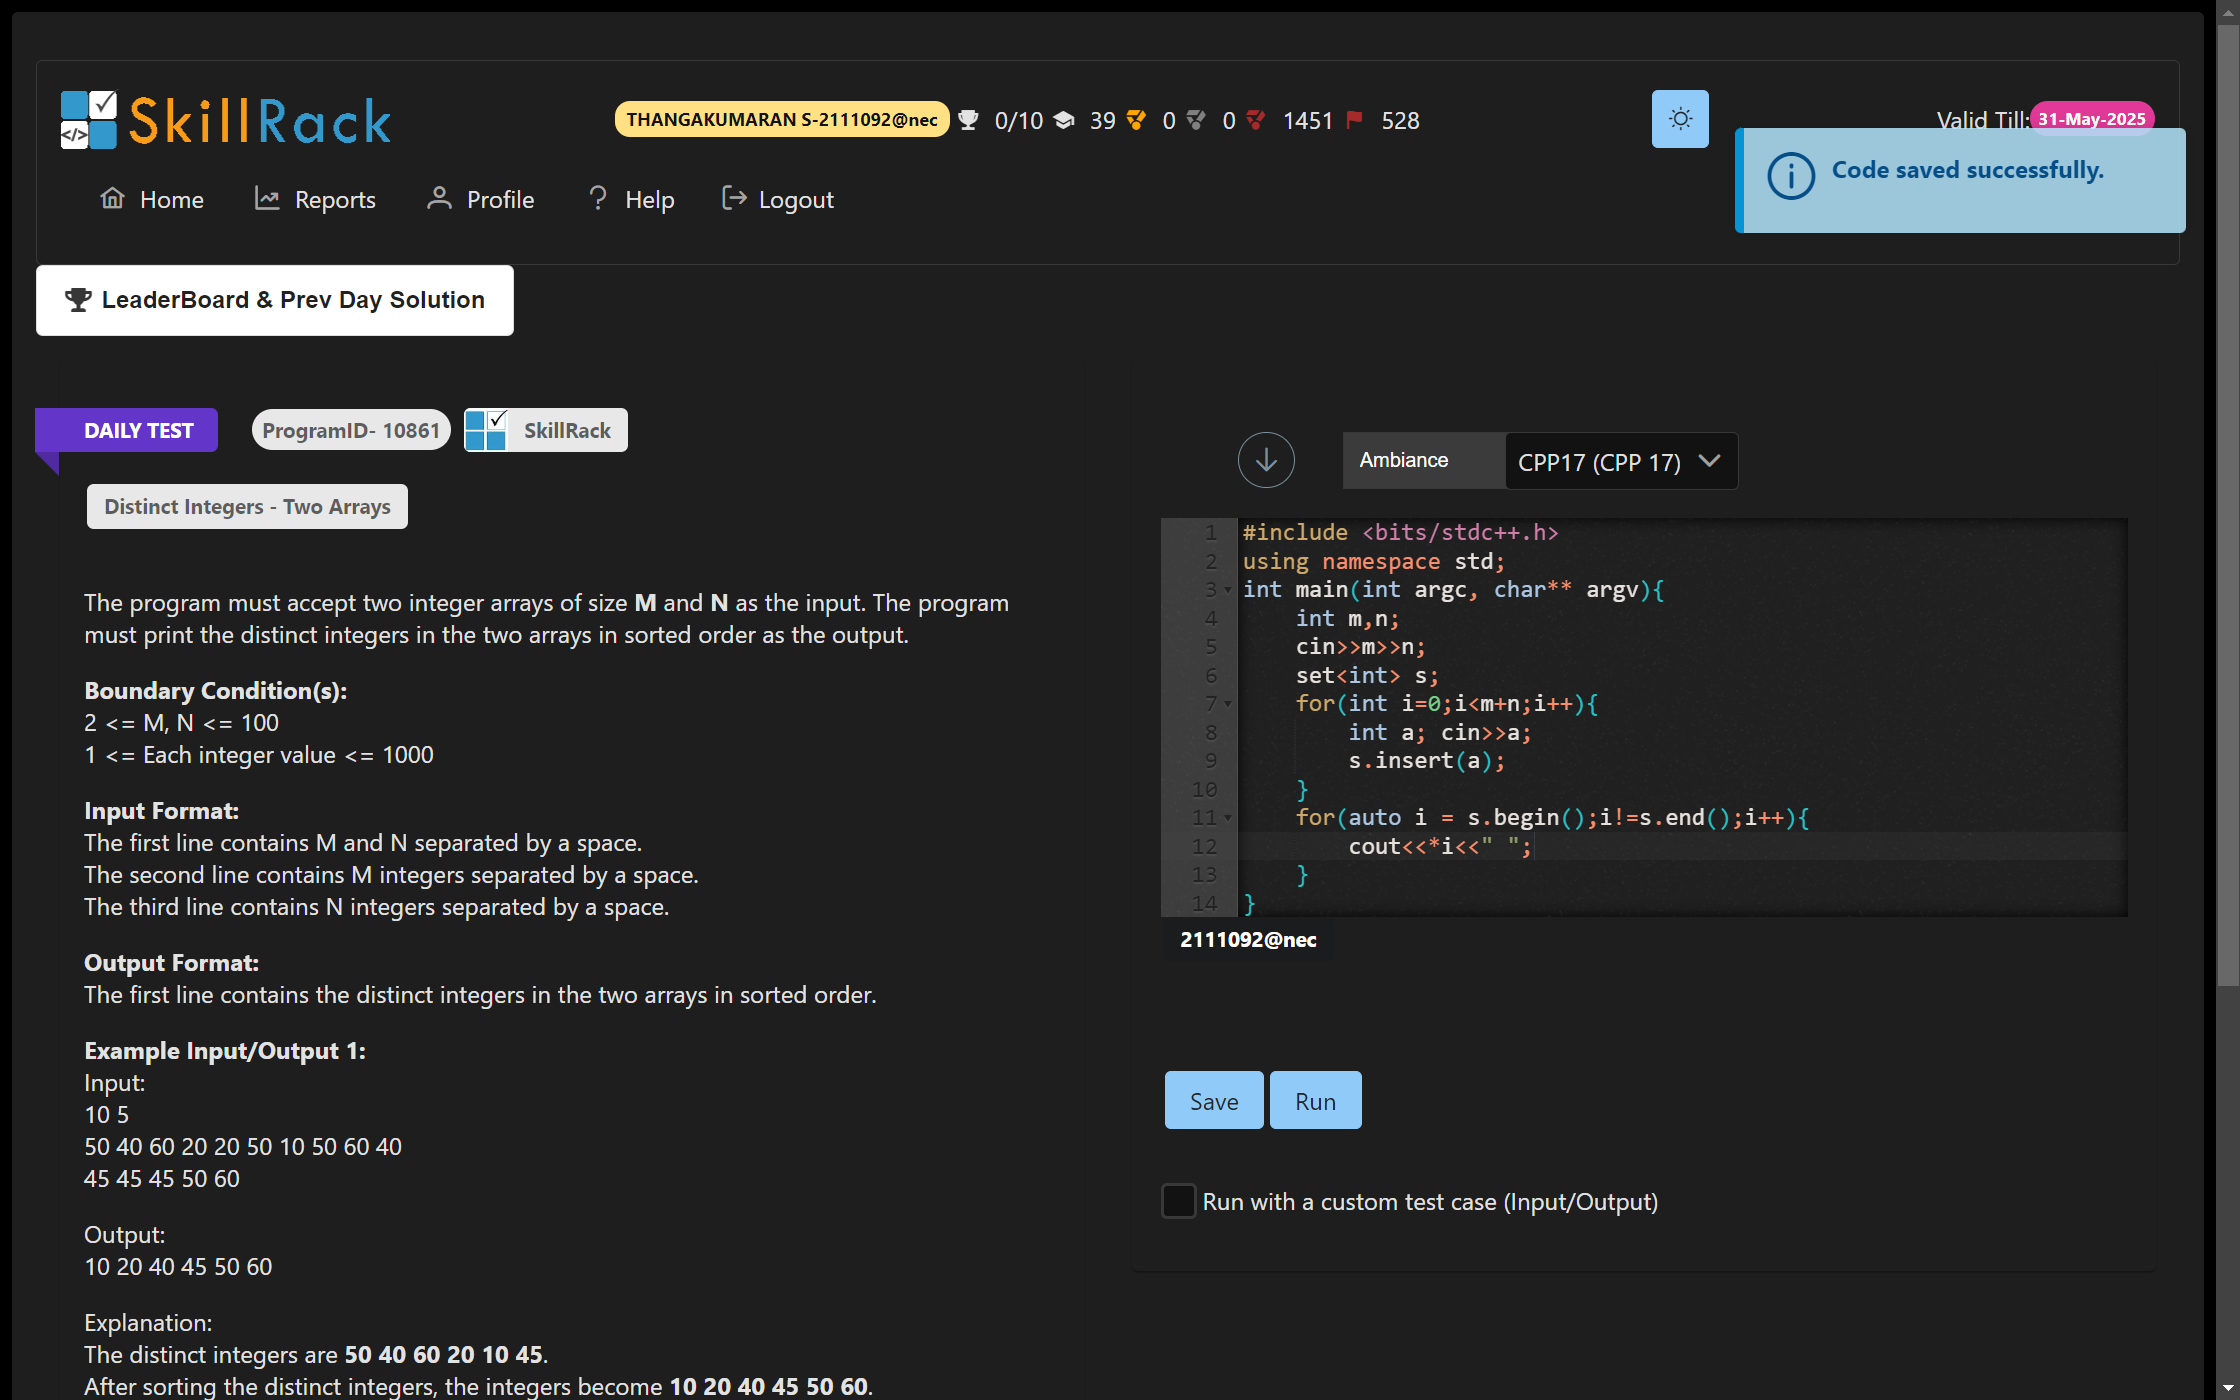 SkillRack
THANGAKUMARAN S-2111092@nec 0/10 39 0 0 1451 528
Valid Till: 31-May-2025
Code saved successfully.
Home Reports Profile Help Logout
LeaderBoard & Prev Day Solution
DAILY TEST ProgramID- 10861 SkillRack
Distinct Integers - Two Arrays
The program must accept two integer arrays of size M and N as the input. The program
must print the distinct integers in the two arrays in sorted order as the output.
Boundary Condition(s):
2 <= M, N <= 100
1 <= Each integer value <= 1000
Input Format:
The first line contains M and N separated by a space.
The second line contains M integers separated by a space.
The third line contains N integers separated by a space.
Output Format:
The first line contains the distinct integers in the two arrays in sorted order.
Example Input/Output 1:
Input:
10 5
50 40 60 20 20 50 10 50 60 40
45 45 45 50 60
Output:
10 20 40 45 50 60
Explanation:
The distinct integers are 50 40 60 20 10 45.
After sorting the distinct integers, the integers become 10 20 40 45 50 60.
Ambiance CPP17 (CPP 17)
1 #include <bits/stdc++.h>
2 using namespace std;
3 int main(int argc, char** argv){
4     int m,n;
5     cin>>m>>n;
6     set<int> s;
7     for(int i=0;i<m+n;i++){
8         int a; cin>>a;
9         s.insert(a);
10     }
11     for(auto i = s.begin();i!=s.end();i++){
12         cout<<*i<<" ";
13     }
14 }
2111092@nec
Save Run
Run with a custom test case (Input/Output)